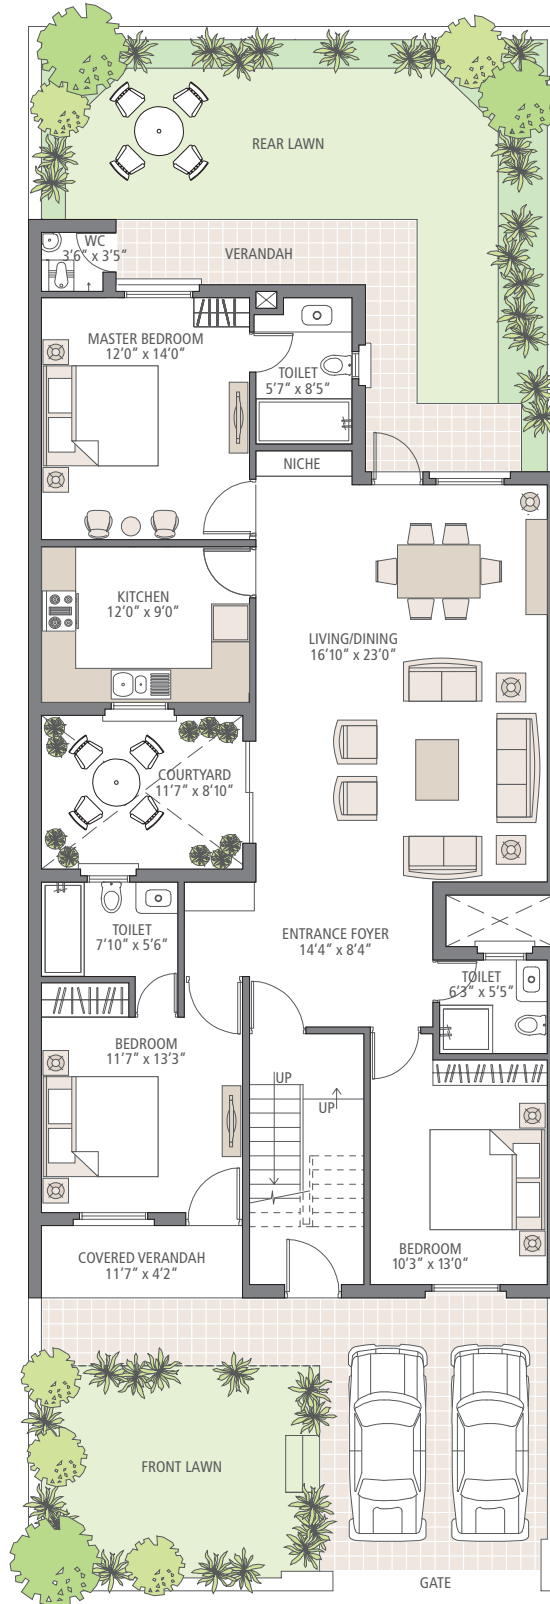 REAR LAWN
WC
3'6" x 3'5"
VERANDAH
MASTER BEDROOM
12'0" x 14'0"
TOILET
5'7" x 8'5"
NICHE
KITCHEN
12'0" x 9'0"
LIVING/DINING
16'10" x 23'0"
COURTYARD
11'7" x 8'10"
TOILET
7'10" x 5'6"
ENTRANCE FOYER
14'4" x 8'4"
TOILET
6'3" x 5'5"
BEDROOM
11'7" x 13'3"
UP
UP
BEDROOM
10'3" x 13'0"
COVERED VERANDAH
11'7" x 4'2"
FRONT LAWN
GATE